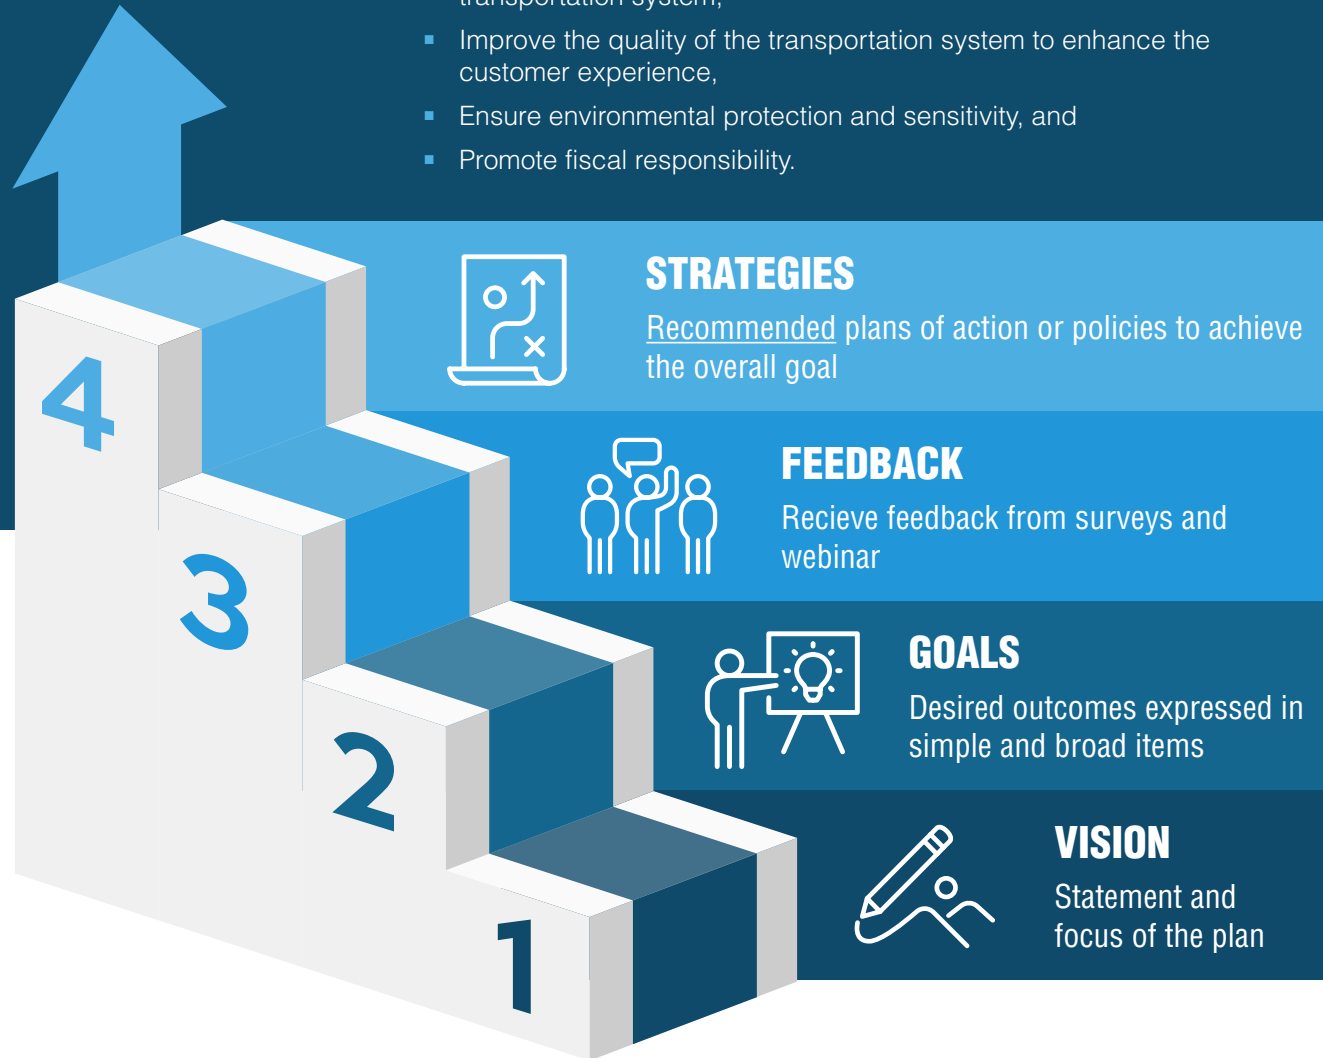 transportation system,
▪ Improve the quality of the transportation system to enhance the
customer experience,
▪ Ensure environmental protection and sensitivity, and
▪ Promote fiscal responsibility.
4
STRATEGIES
Recommended plans of action or policies to achieve
the overall goal
3
FEEDBACK
Recieve feedback from surveys and
webinar
2
GOALS
Desired outcomes expressed in
simple and broad items
1
VISION
Statement and
focus of the plan